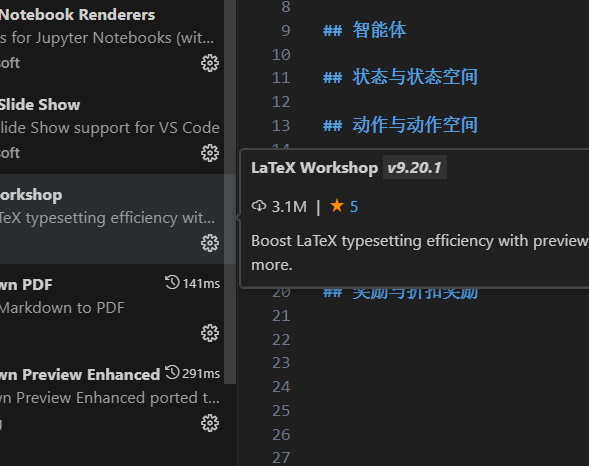 Notebook Renderers
s for Jupyter Notebooks (wit...
soft
Slide Show
lide Show support for VS Code
soft
orkshop
TeX typesetting efficiency wit...
wn PDF 141ms
Markdown to PDF
wn Preview Enhanced 291ms
wn Preview Enhanced ported t...
8
9 ## 智能体
10
11 ## 状态与状态空间
12
13 ## 动作与动作空间
14
LaTeX Workshop v9.20.1
3.1M | ★ 5
Boost LaTeX typesetting efficiency with preview,
more.
20 ## 奖励与折扣奖励
21
22
23
24
25
26
27